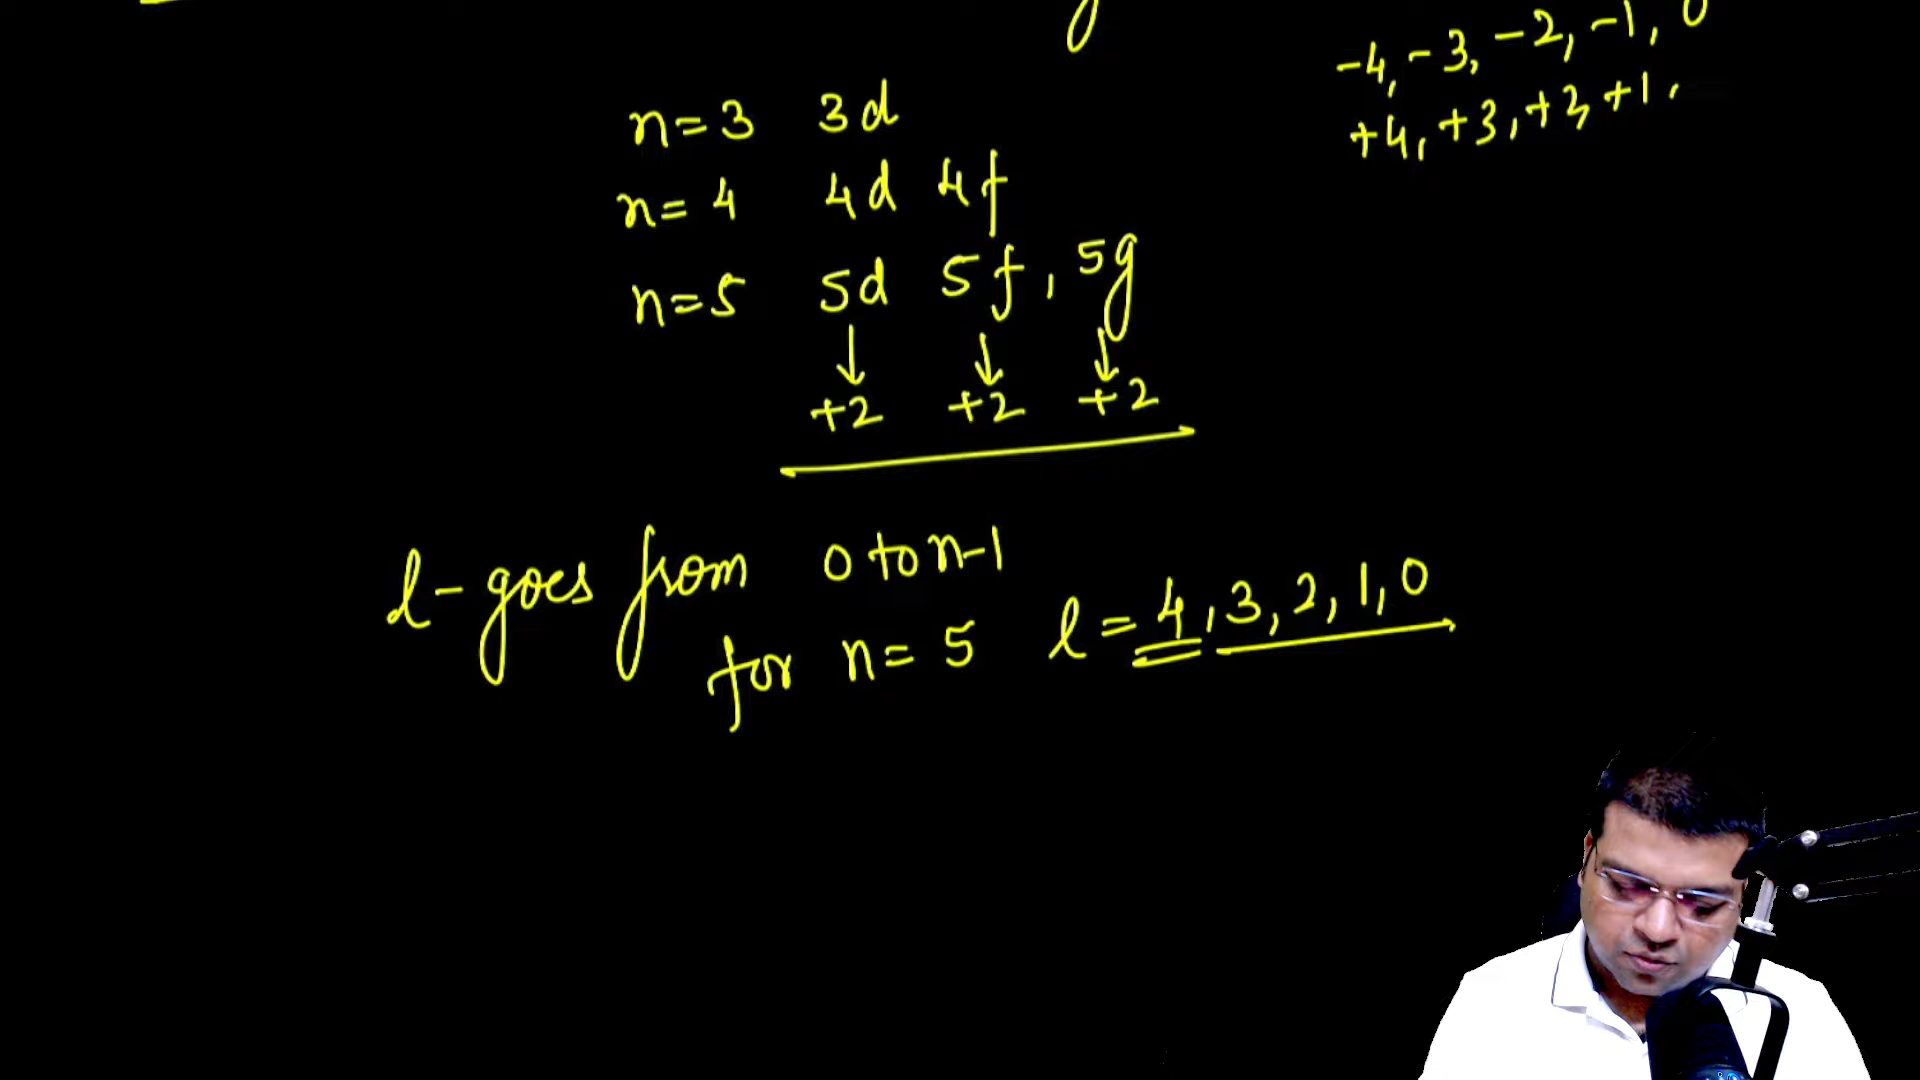 -4, -3, -2, -1, 0
+4, +3, +2, +1,
n=3 3d
n=4 4d 4f
n=5 5d 5f, 5g
↓ ↓ ↓
+2 +2 +2
l- goes from 0 to n-1
for n=5 l = 4, 3, 2, 1, 0